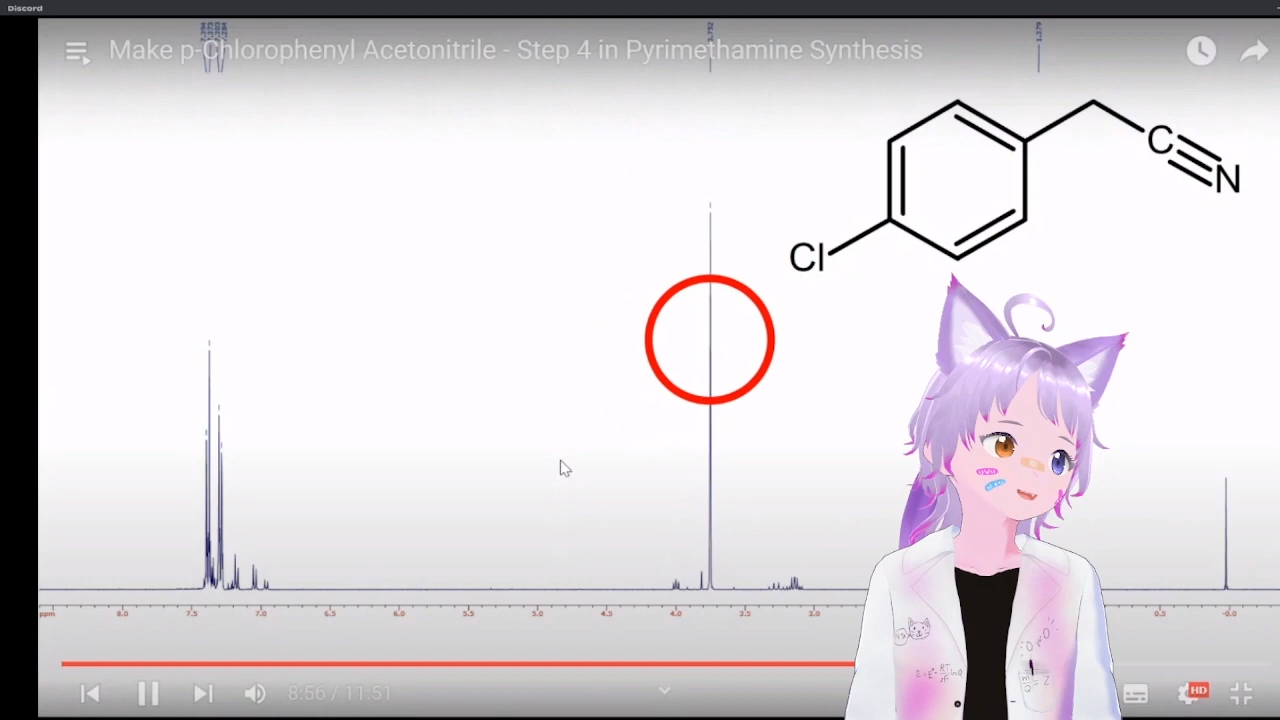 Discord
Make p-Chlorophenyl Acetonitrile - Step 4 in Pyrimethamine Synthesis
C
N
Cl
ppm
8.0
7.5
7.0
6.5
6.0
5.5
5.0
4.5
4.0
3.5
3.0
0.5
-0.0
8:56 / 11:51
HD